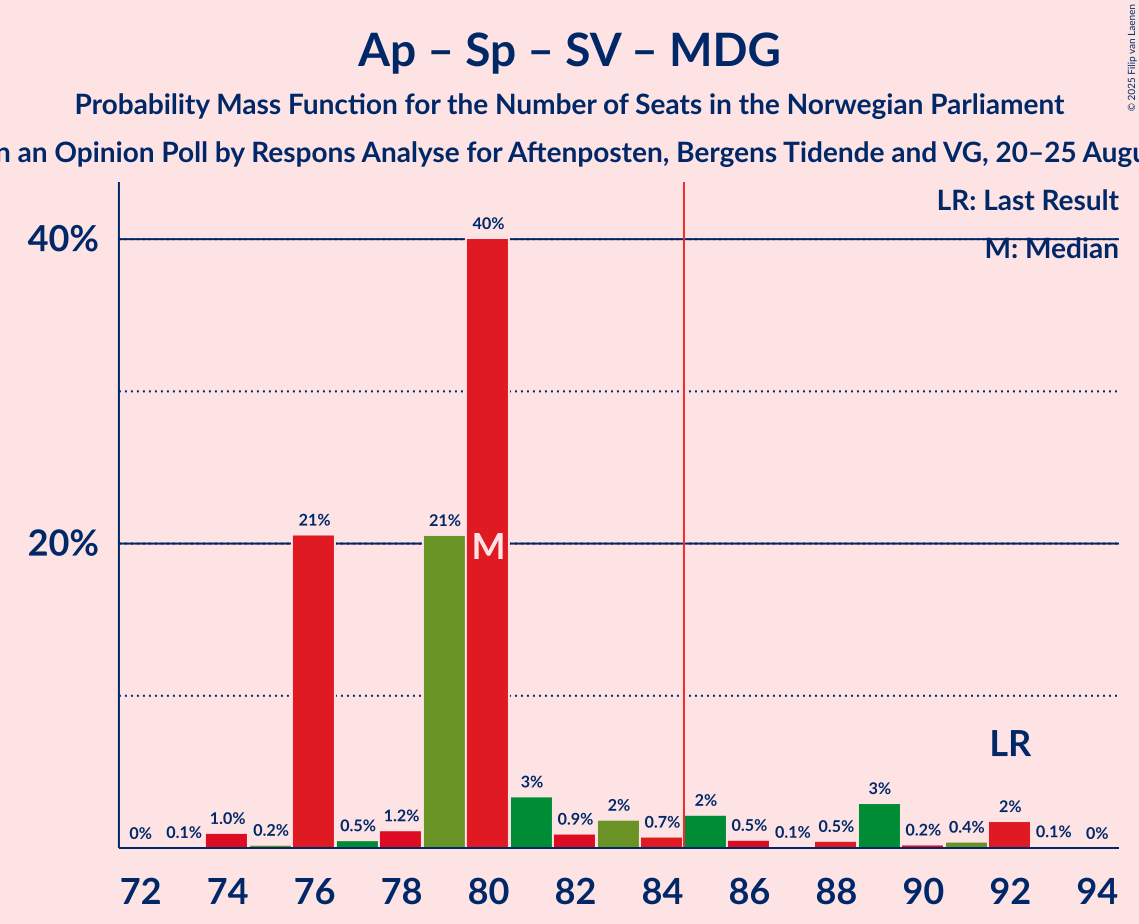 Ap – Sp – SV – MDG
Probability Mass Function for the Number of Seats in the Norwegian Parliament
n an Opinion Poll by Respons Analyse for Aftenposten, Bergens Tidende and VG, 20–25 Augu
© 2025 Filip van Laenen
LR: Last Result
M: Median
40%
20%
0%
0.1%
1.0%
0.2%
21%
0.5%
1.2%
21%
40%
3%
0.9%
2%
0.7%
2%
0.5%
0.1%
0.5%
3%
0.2%
0.4%
2%
0.1%
0%
M
LR
72 74 76 78 80 82 84 86 88 90 92 94